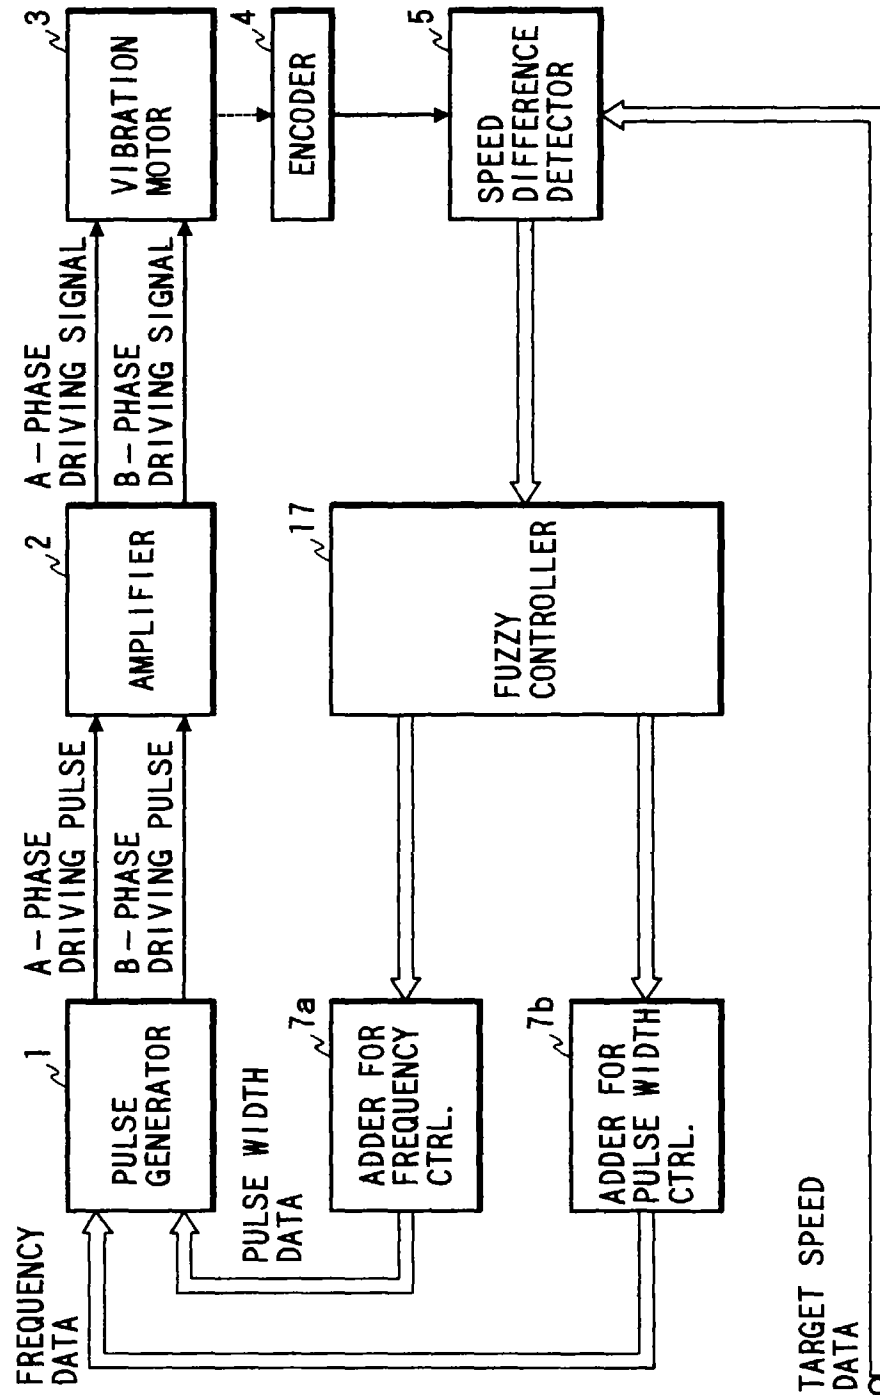 FREQUENCY
DATA
1
PULSE
GENERATOR
A-PHASE
DRIVING PULSE
B-PHASE
DRIVING PULSE
2
AMPLIFIER
A-PHASE
DRIVING SIGNAL
B-PHASE
DRIVING SIGNAL
3
VIBRATION
MOTOR
4
ENCODER
PULSE WIDTH
DATA
7a
ADDER FOR
FREQUENCY
CTRL.
17
FUZZY
CONTROLLER
5
SPEED
DIFFERENCE
DETECTOR
7b
ADDER FOR
PULSE WIDTH
CTRL.
TARGET SPEED
DATA